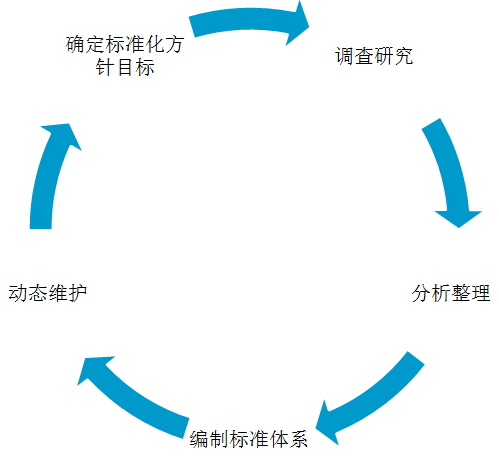 确定标准化方
针目标
调查研究
分析整理
编制标准体系
动态维护